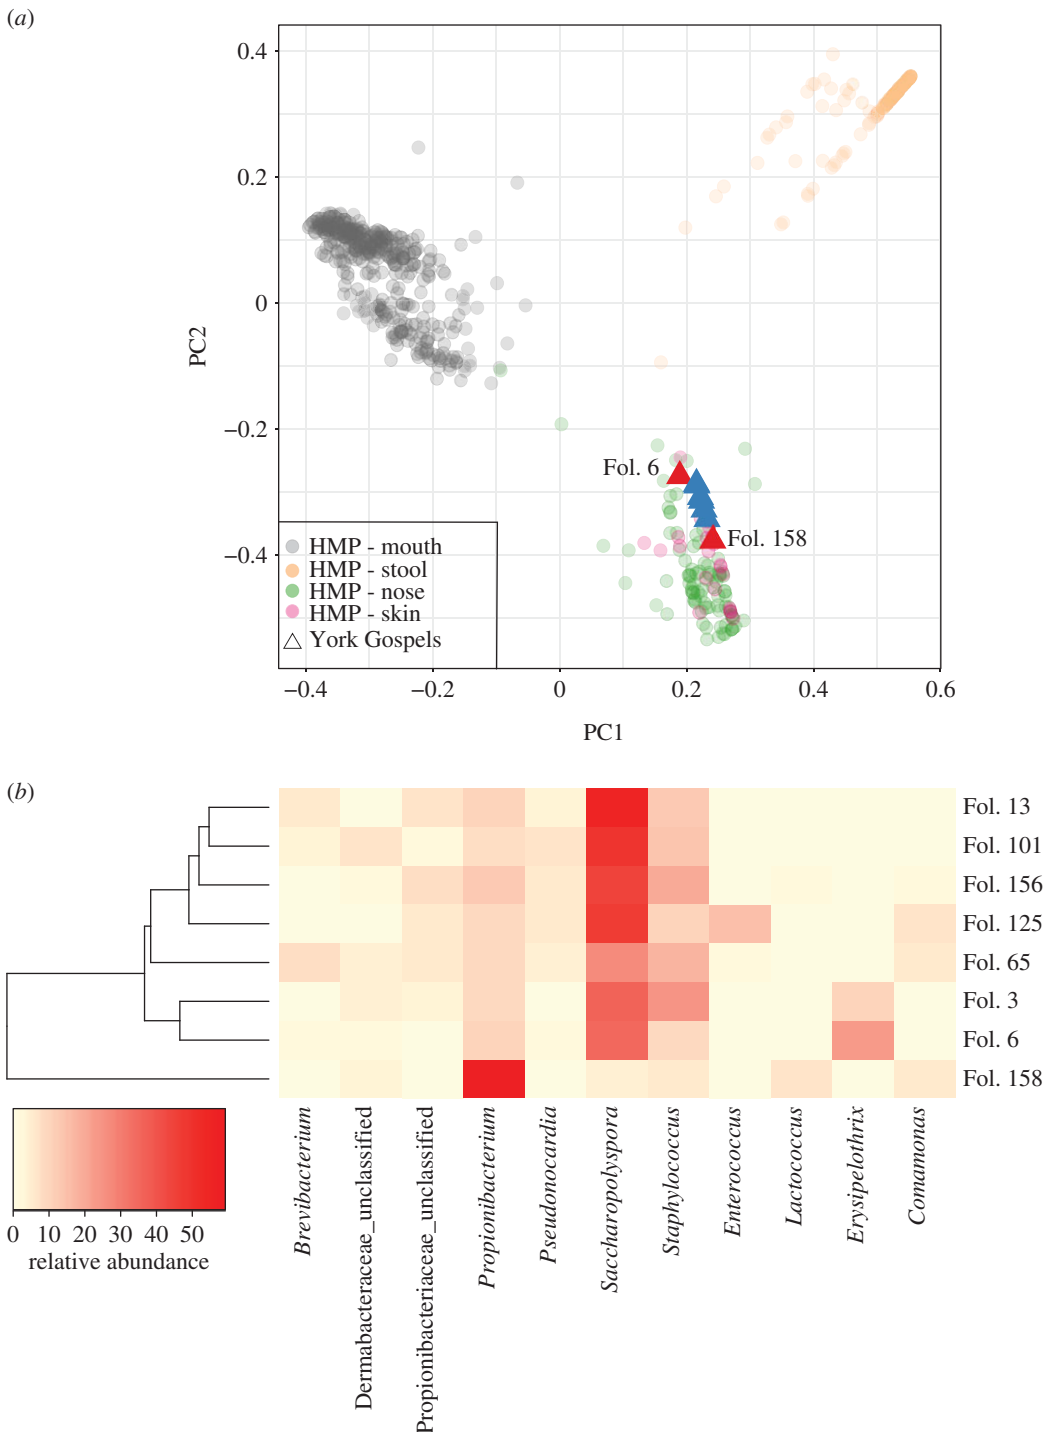 (a)
0.4
0.2
0
−0.2
−0.4
PC2
Fol. 6
Fol. 158
HMP - mouth
HMP - stool
HMP - nose
HMP - skin
York Gospels
−0.4 −0.2 0 0.2 0.4 0.6
PC1
(b)
Fol. 13
Fol. 101
Fol. 156
Fol. 125
Fol. 65
Fol. 3
Fol. 6
Fol. 158
0 10 20 30 40 50
relative abundance
Brevibacterium
Dermabacteraceae_unclassified
Propionibacteriaceae_unclassified
Propionibacterium
Pseudonocardia
Saccharopolyspora
Staphylococcus
Enterococcus
Lactococcus
Erysipelothrix
Comamonas